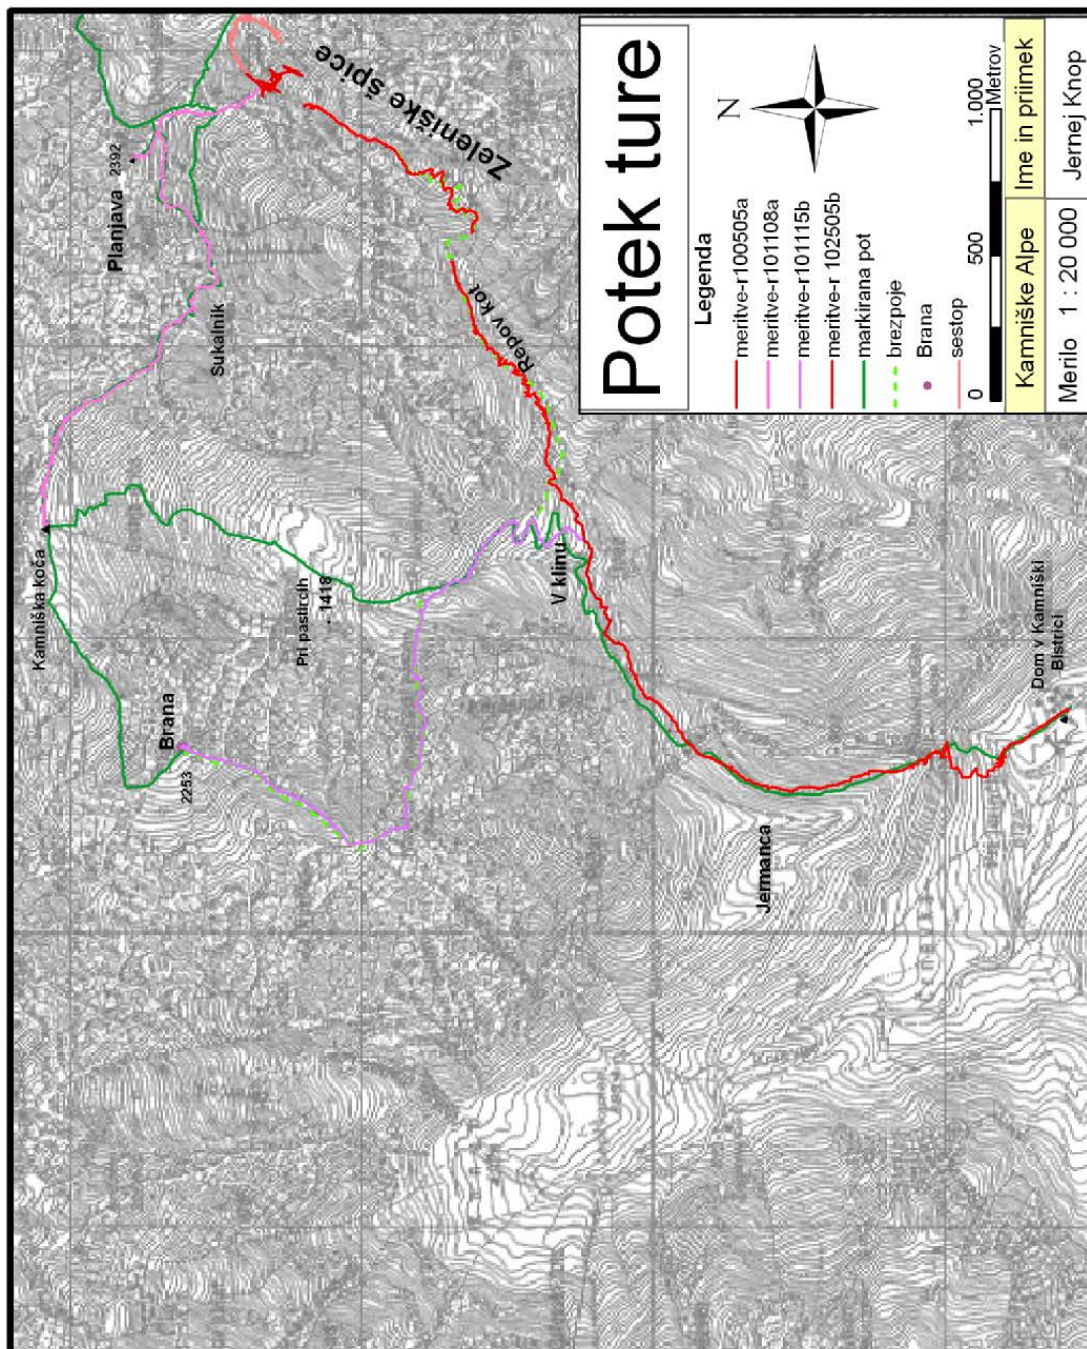 Kamniška koča
Planjava
2392
Zeleniške špice
Sukalnik
Brana
2253
Pri pastircih
. 1418
Repov kot
V klinu
Jermanca
Dom v Kamniški
Bistrici
Potek ture
Legenda
meritve-r100505a
meritve-r101108a
meritve-r101115b
meritve-r 102505b
markirana pot
brezpoje
Brana
sestop
N
0 500 1.000
Metrov
Kamniške Alpe
Ime in priimek
Merilo 1 : 20 000
Jernej Knop